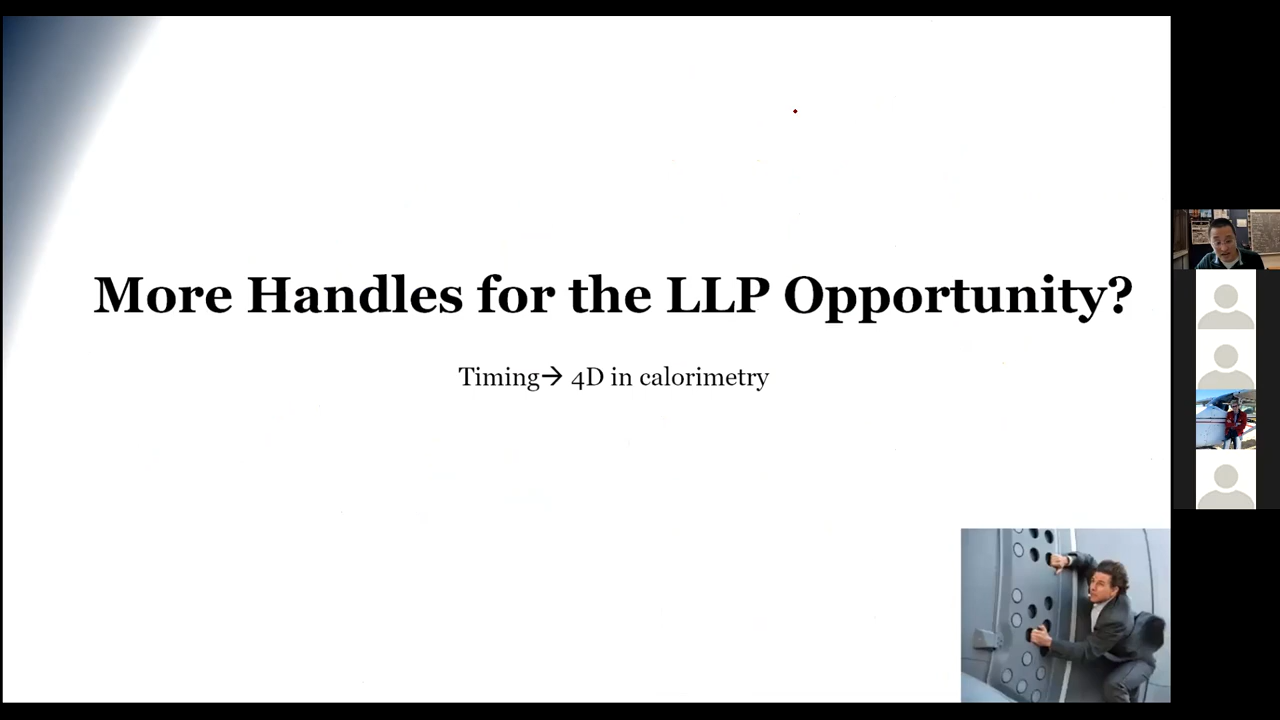 More Handles for the LLP Opportunity?
Timing→ 4D in calorimetry